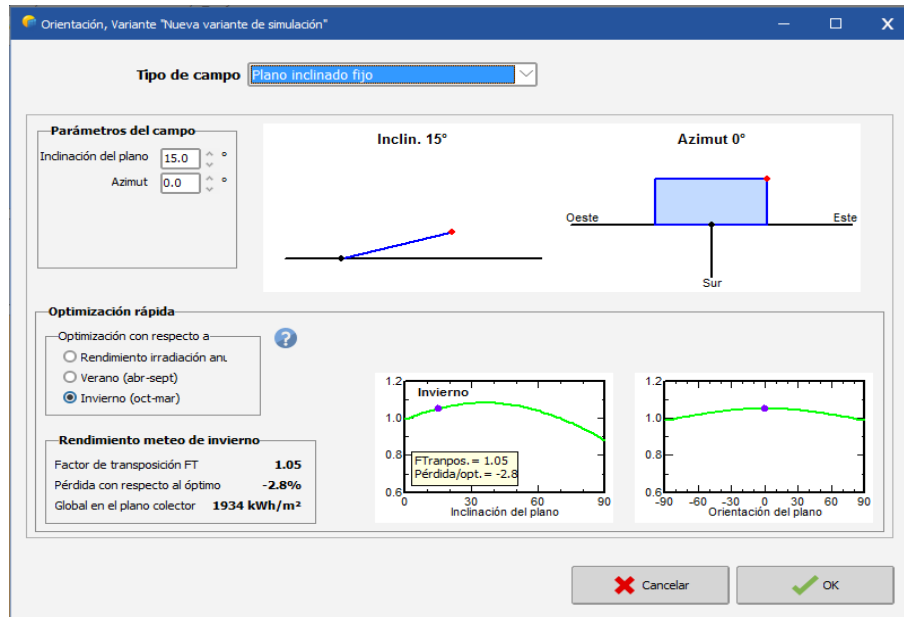 Orientación, Variante "Nueva variante de simulación"
Tipo de campo Plano inclinado fijo
Parámetros del campo
Inclinación del plano 15.0 °
Azimut 0.0 °
Inclin. 15°
Azimut 0°
Oeste
Este
Sur
Optimización rápida
Optimización con respecto a
Rendimiento irradiación anu
Verano (abr-sept)
Invierno (oct-mar)
Rendimiento meteo de invierno
Factor de transposición FT 1.05
Pérdida con respecto al óptimo -2.8%
Global en el plano colector 1934 kWh/m²
1.2
1.0
0.8
0.6
Invierno
FTranpos.= 1.05
Pérdida/opt.= -2.8
0 30 60 90
Inclinación del plano
1.2
1.0
0.8
0.6
-90 -60 -30 0 30 60 90
Orientación del plano
Cancelar
OK